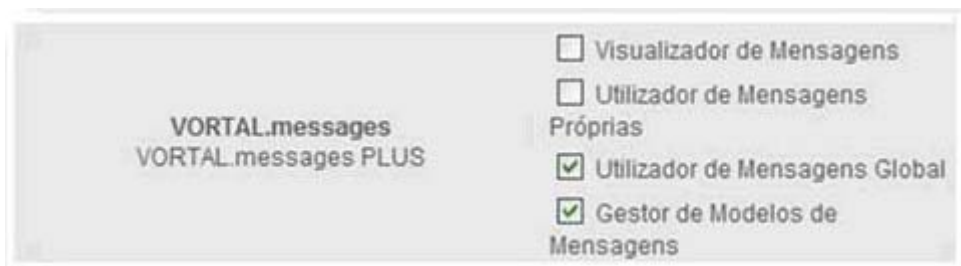 VORTAL.messages
VORTAL.messages PLUS
Visualizador de Mensagens
Utilizador de Mensagens
Próprias
Utilizador de Mensagens Global
Gestor de Modelos de
Mensagens